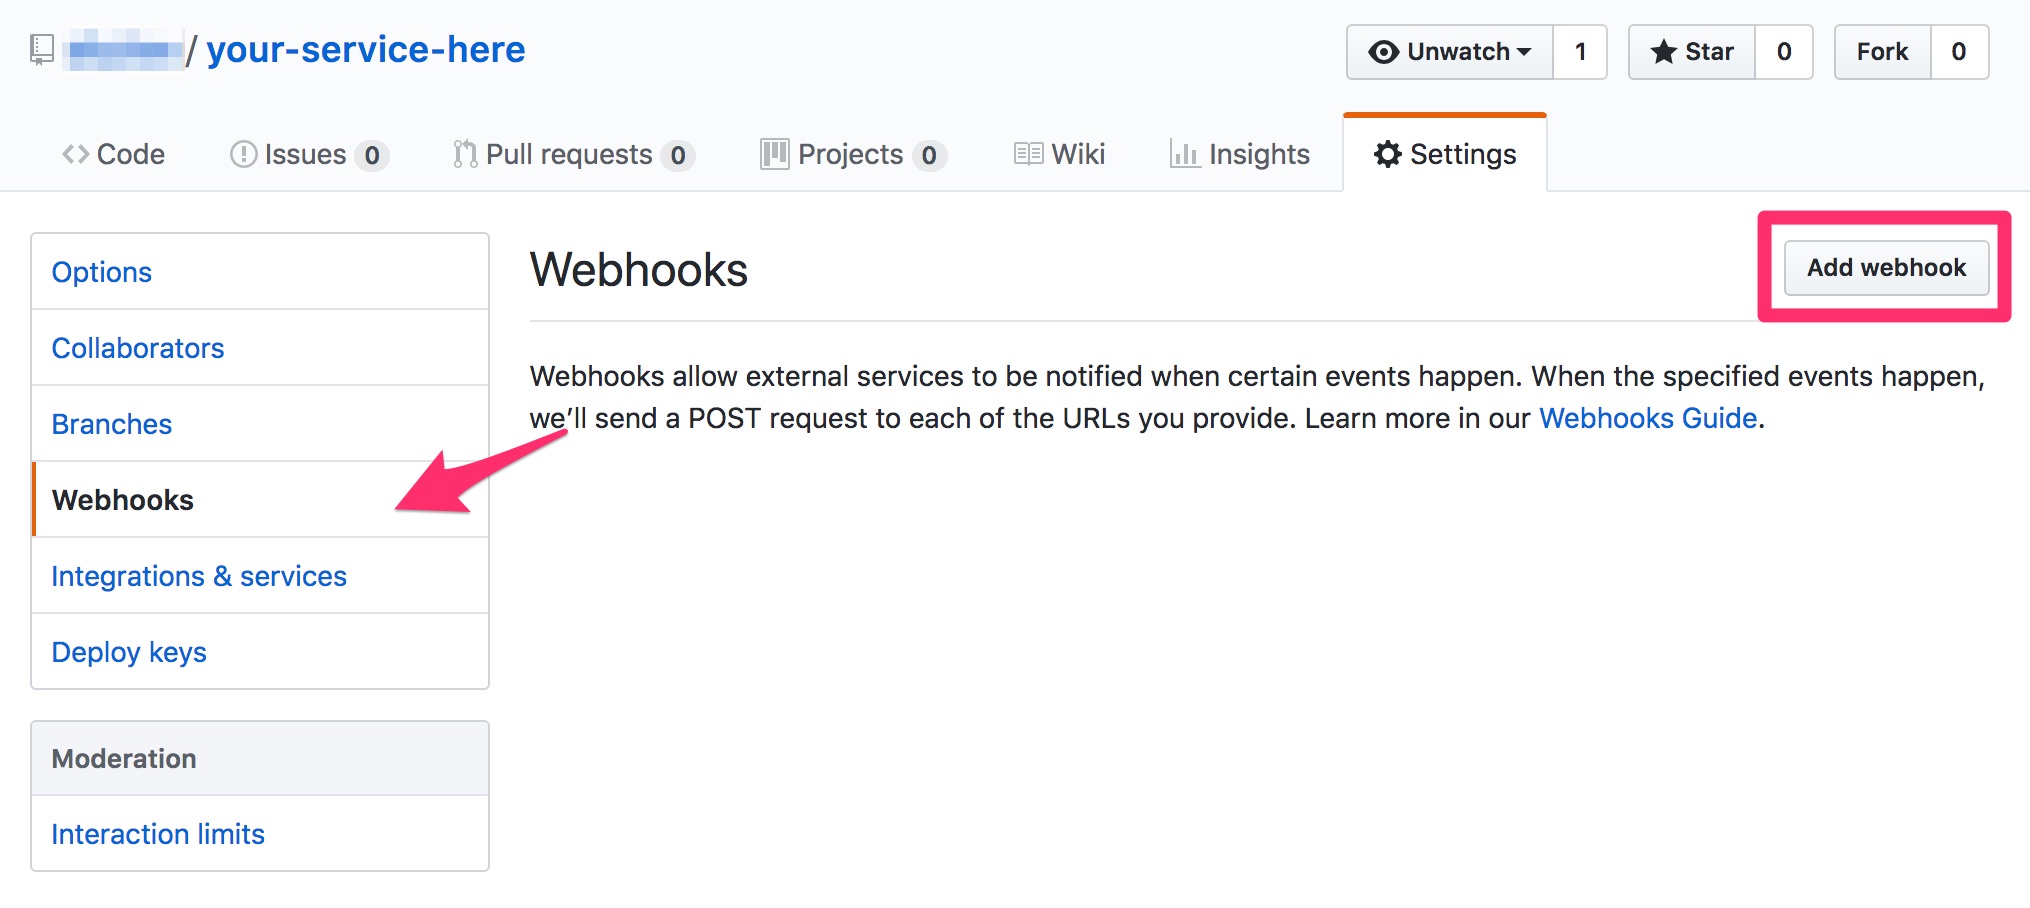 / your-service-here
Unwatch 1 Star 0 Fork 0
Code Issues 0 Pull requests 0 Projects 0 Wiki Insights Settings
Options
Collaborators
Branches
Webhooks
Integrations & services
Deploy keys
Moderation
Interaction limits
Webhooks
Add webhook
Webhooks allow external services to be notified when certain events happen. When the specified events happen,
we’ll send a POST request to each of the URLs you provide. Learn more in our Webhooks Guide.